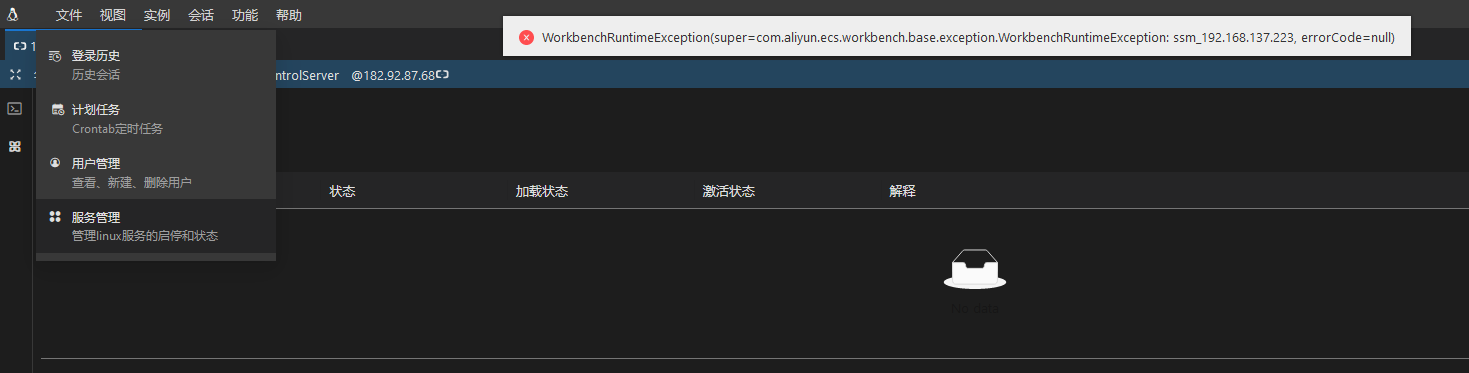 文件 视图 实例 会话 功能 帮助
WorkbenchRuntimeException(super=com.aliyun.ecs.workbench.base.exception.WorkbenchRuntimeException: ssm_192.168.137.223, errorCode=null)
1
登录历史
历史会话
ntrolServer @182.92.87.68
计划任务
Crontab定时任务
用户管理
查看、新建、删除用户
状态 加载状态 激活状态 解释
服务管理
管理linux服务的启停和状态
No data